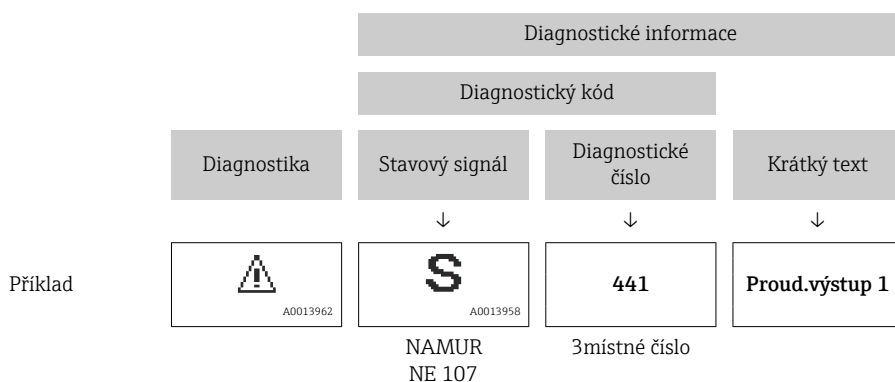 Diagnostické informace
Diagnostický kód
Diagnostika
Stavový signál
Diagnostické
číslo
Krátký text
↓ ↓ ↓
Příklad
A0013962
S
A0013958
441
Proud.výstup 1
NAMUR
NE 107
3místné číslo